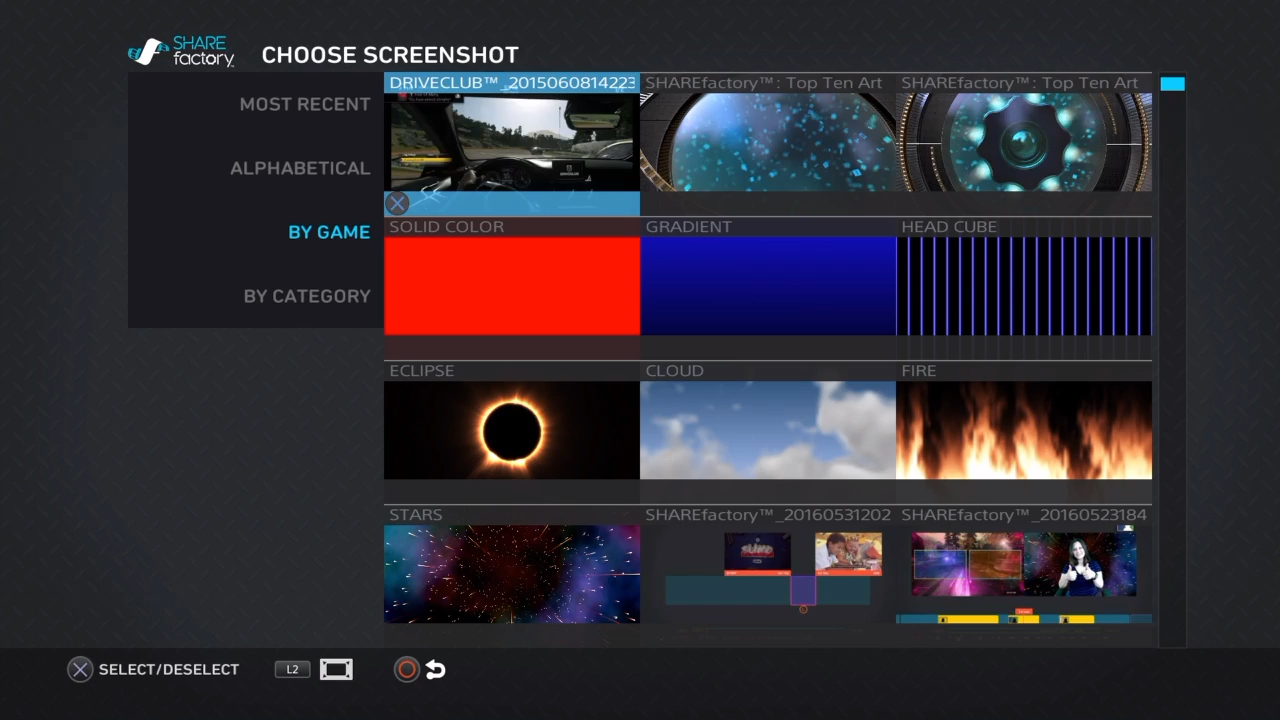 SHARE
factory™
CHOOSE SCREENSHOT
MOST RECENT
ALPHABETICAL
BY GAME
BY CATEGORY
DRIVECLUB™_2015060814223
SHAREfactory™: Top Ten Art
SHAREfactory™: Top Ten Art
SOLID COLOR
GRADIENT
HEAD CUBE
ECLIPSE
CLOUD
FIRE
STARS
SHAREfactory™_20160531202
SHAREfactory™_20160523184
SELECT/DESELECT
L2